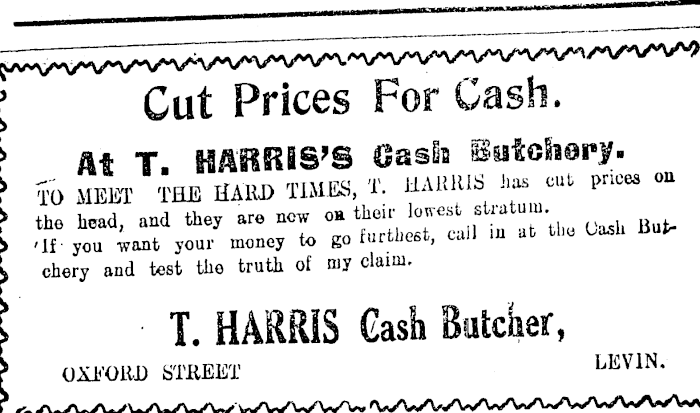 Cut Prices For Cash.
At T. HARRIS'S Cash Butchery.
TO MEET THE HARD TIMES, T. HARRIS has cut prices on
the head, and they are now on their lowest stratum.
If you want your money to go furthest, call in at the Cash But-
chery and test the truth of my claim.
T. HARRIS Cash Butcher,
OXFORD STREET LEVIN.